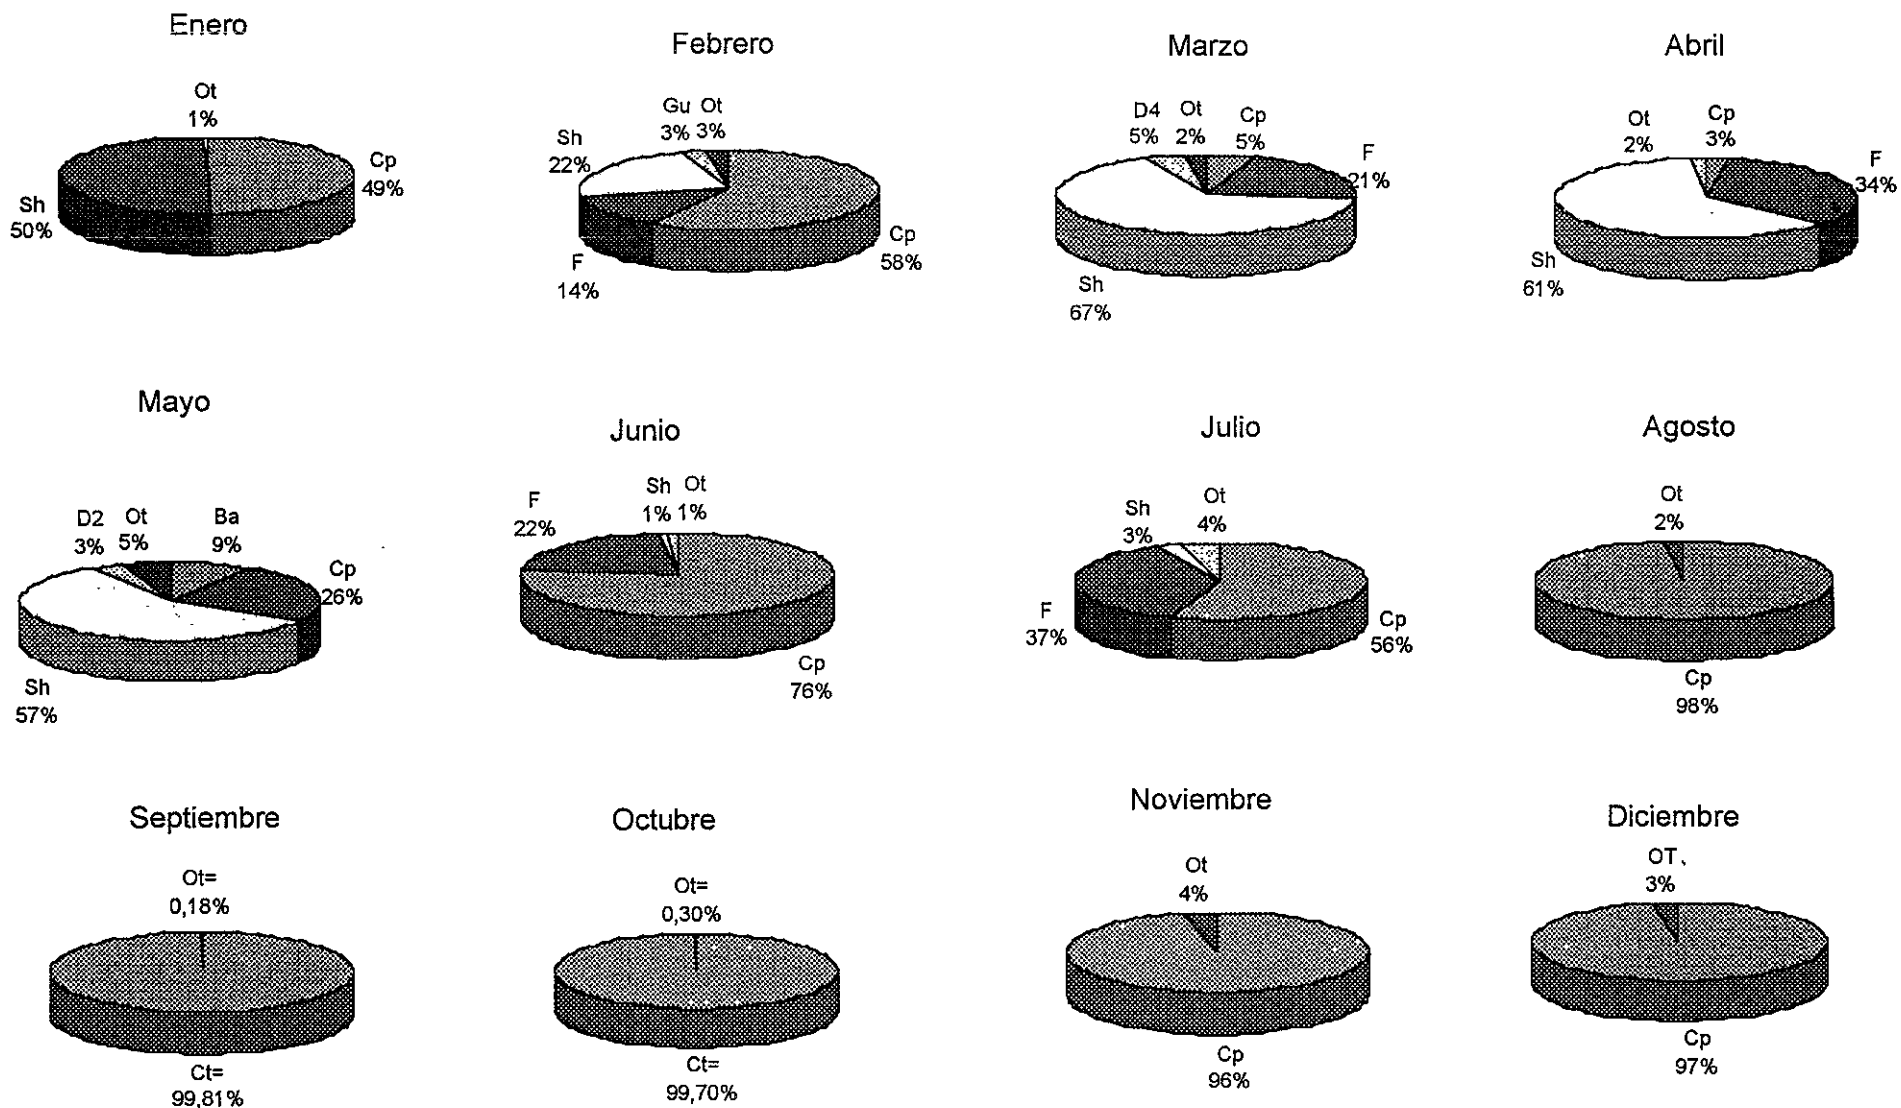 Enero
Ot
1%
Cp
49%
Sh
50%
Febrero
Gu Ot
3% 3%
Sh
22%
Cp
58%
F
14%
Marzo
D4 Ot Cp
5% 2% 5%
F
21%
Sh
67%
Abril
Ot Cp
2% 3%
F
34%
Sh
61%
Mayo
D2 Ot Ba
3% 5% 9%
Cp
26%
Sh
57%
Junio
F Sh Ot
22% 1% 1%
Cp
76%
Julio
Sh Ot
3% 4%
F
37%
Cp
56%
Agosto
Ot
2%
Cp
98%
Septiembre
Ot=
0,18%
Ct=
99,81%
Octubre
Ot=
0,30%
Ct=
99,70%
Noviembre
Ot
4%
Cp
96%
Diciembre
OT
3%
Cp
97%